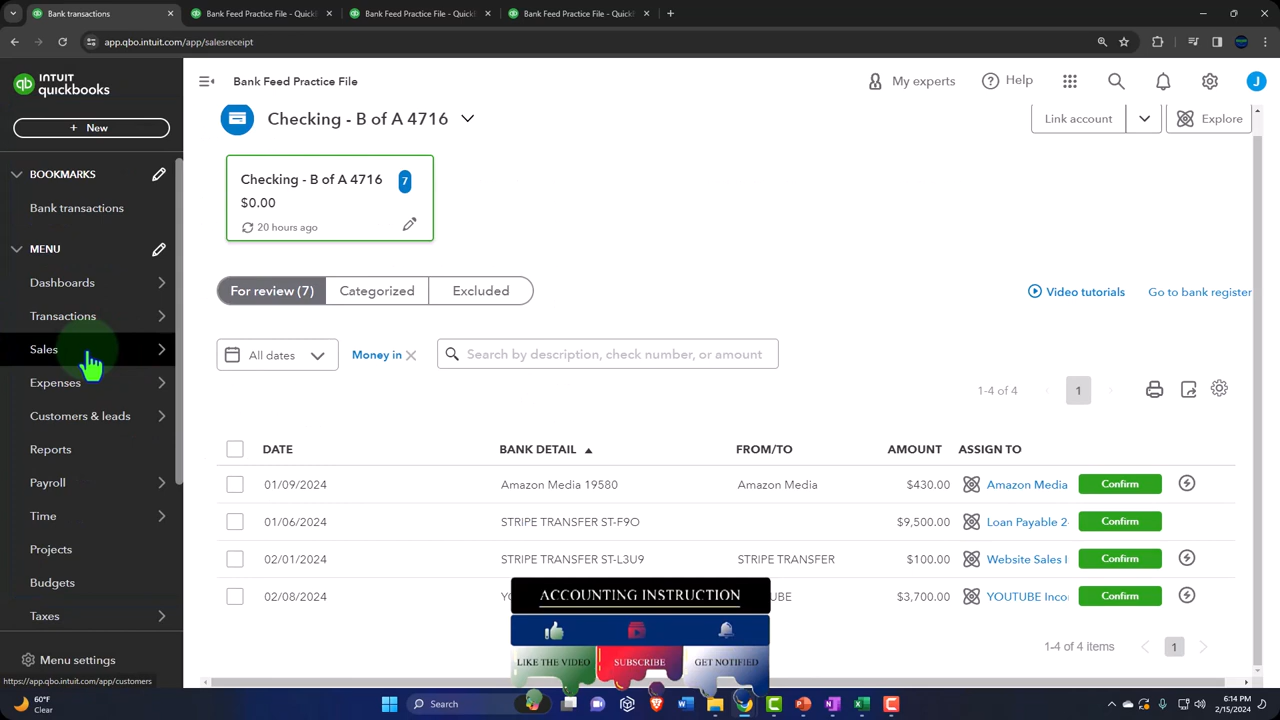 Bank transactions
Bank Feed Practice File - Quick
Bank Feed Practice File - Quick
Bank Feed Practice File - Quick
app.qbo.intuit.com/app/salesreceipt
INTUIT
quickbooks
Bank Feed Practice File
My experts
Help
J
+ New
Checking - B of A 4716
Link account
Explore
BOOKMARKS
Bank transactions
Checking - B of A 4716
7
$0.00
20 hours ago
MENU
Dashboards
Transactions
Sales
Expenses
Customers & leads
Reports
Payroll
Time
Projects
Budgets
Taxes
Menu settings
For review (7)
Categorized
Excluded
Video tutorials
Go to bank register
All dates
Money in
Search by description, check number, or amount
1-4 of 4
1
DATE BANK DETAIL FROM/TO AMOUNT ASSIGN TO
01/09/2024 Amazon Media 19580 Amazon Media $430.00 Amazon Media Confirm
01/06/2024 STRIPE TRANSFER ST-F9O $9,500.00 Loan Payable 2 Confirm
02/01/2024 STRIPE TRANSFER ST-L3U9 STRIPE TRANSFER $100.00 Website Sales I Confirm
02/08/2024 UBE $3,700.00 YOUTUBE Inco Confirm
ACCOUNTING INSTRUCTION
LIKE THE VIDEO
SUBSCRIBE
GET NOTIFIED
1-4 of 4 items
1
https://app.qbo.intuit.com/app/customers
60°F
Clear
Search
6:14 PM
2/15/2024